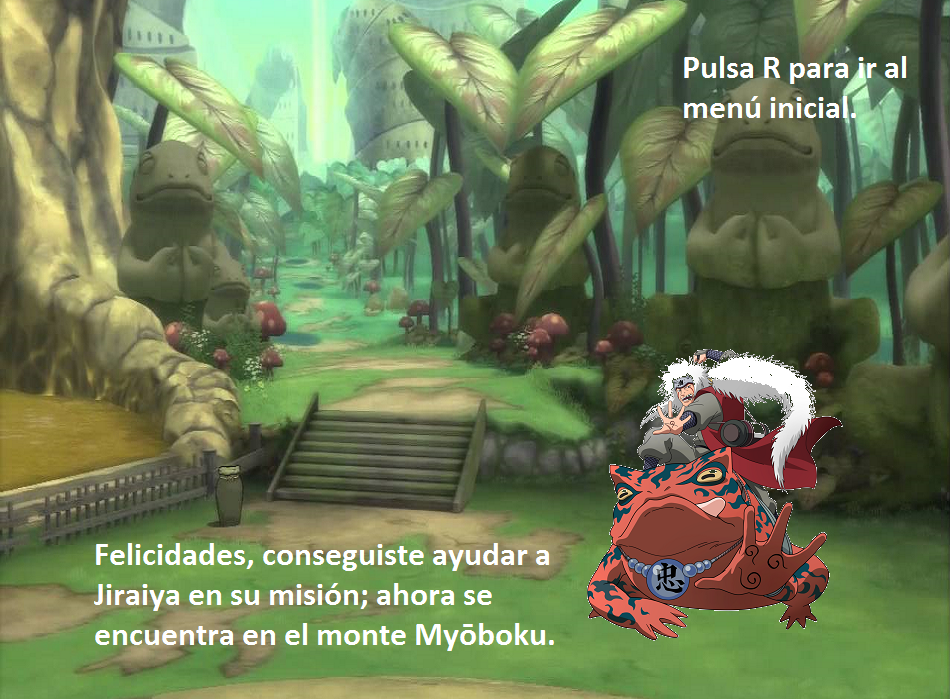 Pulsa R para ir al
menú inicial.
忠
Felicidades, conseguiste ayudar a
Jiraiya en su misión; ahora se
encuentra en el monte Myōboku.